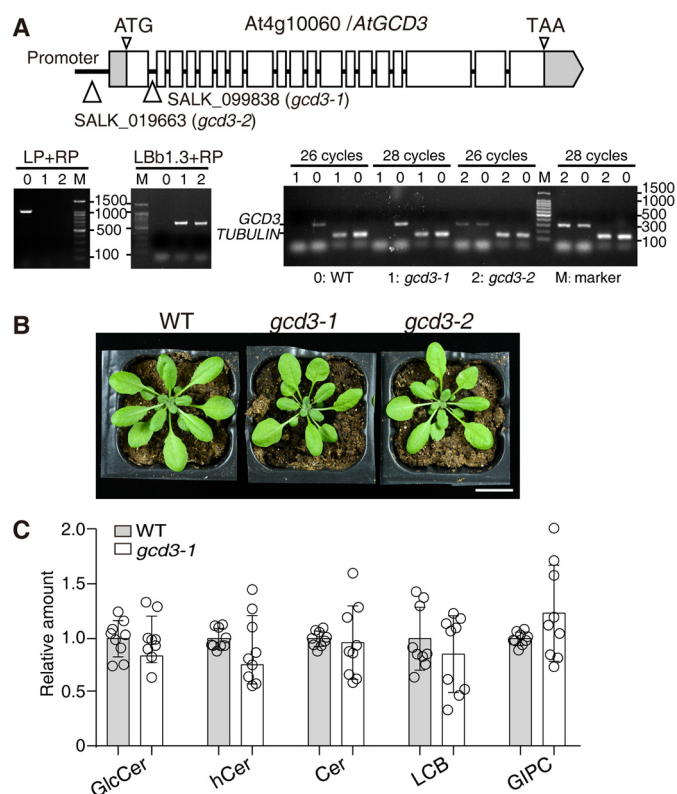 A
ATG
At4g10060 /AtGCD3
TAA
Promoter
SALK_099838 (gcd3-1)
SALK_019663 (gcd3-2)
LP+RP
LBb1.3+RP
26 cycles 28 cycles 26 cycles 28 cycles
0 1 2 M
M 0 1 2
1 0 1 0 1 0 1 0 2 0 2 0 M 2 0 2 0
1500
1000
500
100
GCD3
TUBULIN
1500
1000
500
300
100
0: WT 1: gcd3-1 2: gcd3-2 M: marker
B
WT gcd3-1 gcd3-2
C
WT
gcd3-1
Relative amount
2.0
1.5
1.0
0.5
0
GlcCer hCer Cer LCB GIPC